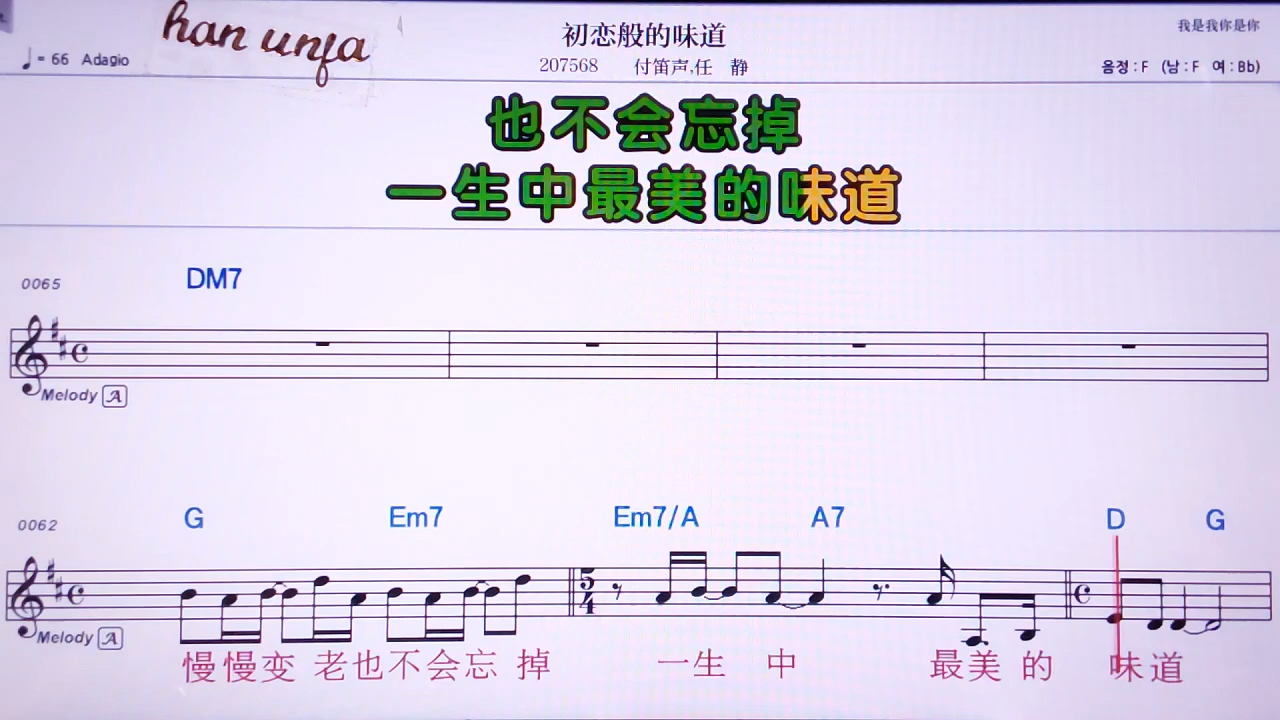 han unja
初恋般的味道
我是我你是你
♩= 66 Adagio
207568 付笛声,任 静
음정 : F (남 : F 여 : Bb)
也不会忘掉
一生中最美的味道
0065 DM7
Melody A
0062 G Em7 Em7/A A7 D G
5
4
Melody A
慢慢变 老也不会忘 掉 一生 中 最美 的 味道